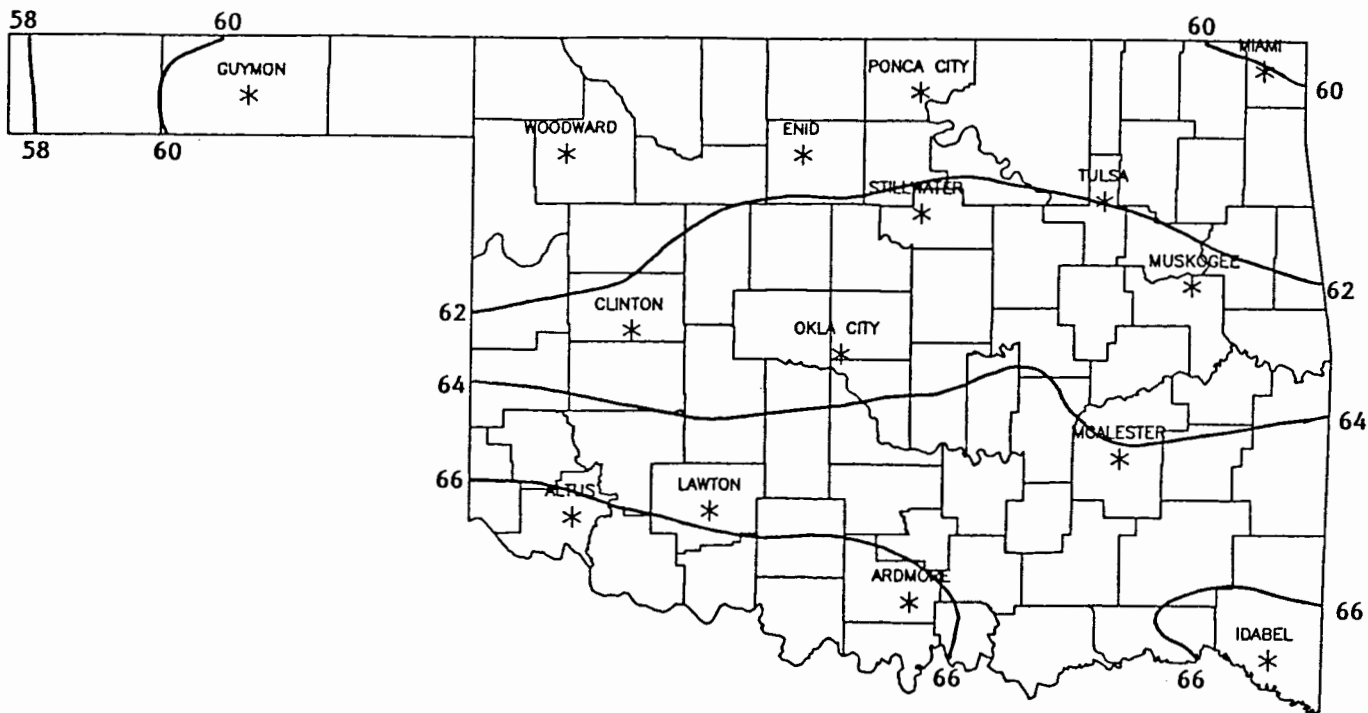 58
60
60
MIAMI
GUYMON
PONCA CITY
60
58
60
WOODWARD
ENID
TULSA
STILLWATER
MUSKOGEE
62
CLINTON
62
OKLA CITY
64
64
MCALESTER
66
ALTUS
LAWTON
ARDMORE
66
IDABEL
66
66